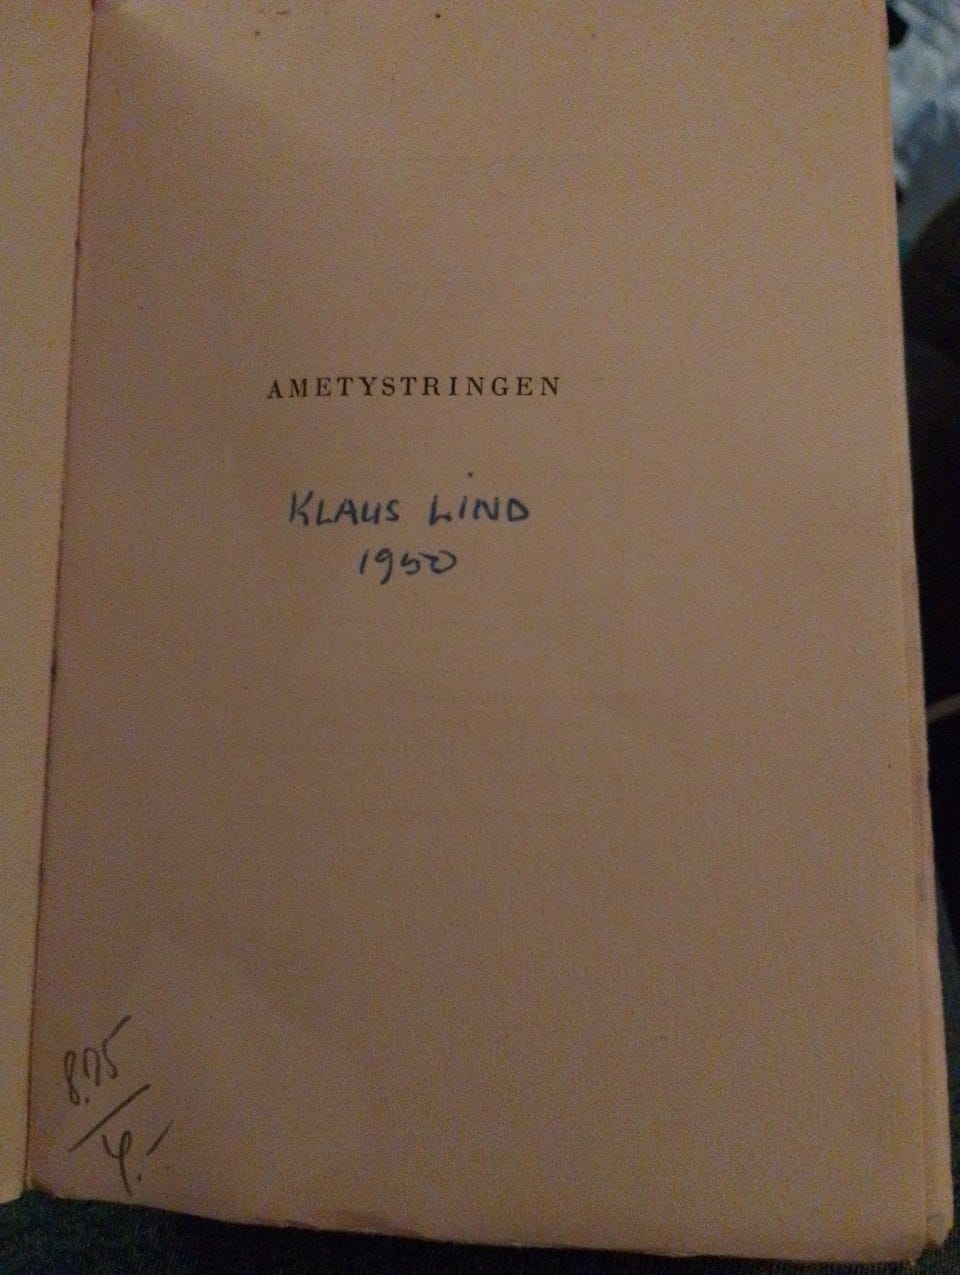 AMETYSTRINGEN
KLAUS LIND
1950
8.75
4.-